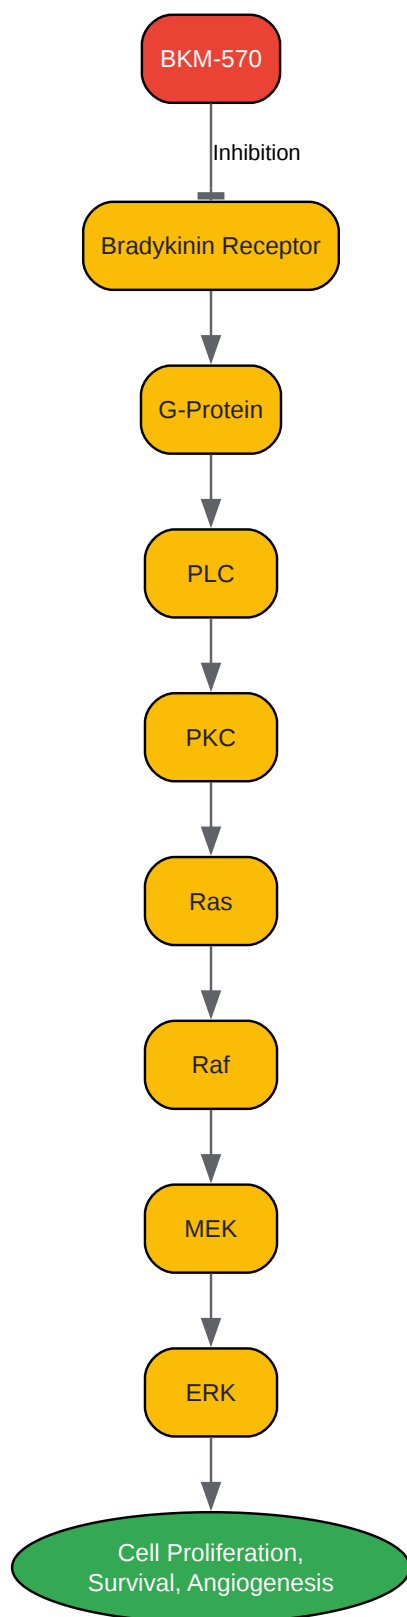 BKM-570
Inhibition
Bradykinin Receptor
G-Protein
PLC
PKC
Ras
Raf
MEK
ERK
Cell Proliferation,
Survival, Angiogenesis